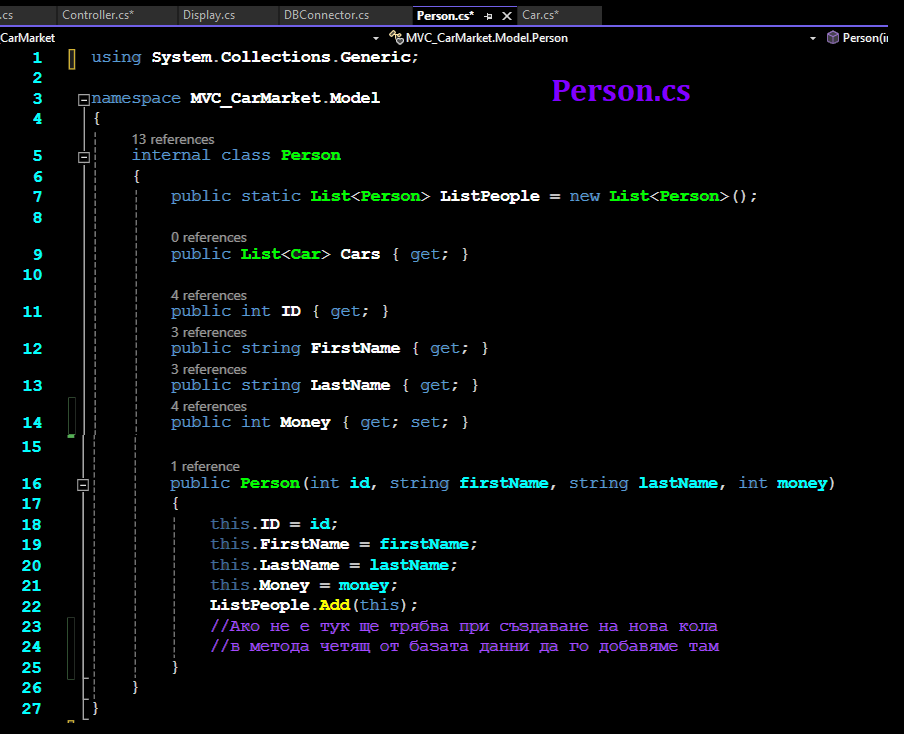 .cs Controller.cs* Display.cs DBConnector.cs Person.cs* Car.cs*
CarMarket MVC_CarMarket.Model.Person Person(i
1 using System.Collections.Generic;
2
Person.cs
3 namespace MVC_CarMarket.Model
4 {
13 references
5 internal class Person
6 {
7 public static List<Person> ListPeople = new List<Person>();
8
0 references
9 public List<Car> Cars { get; }
10
4 references
11 public int ID { get; }
3 references
12 public string FirstName { get; }
3 references
13 public string LastName { get; }
4 references
14 public int Money { get; set; }
15
1 reference
16 public Person(int id, string firstName, string lastName, int money)
17 {
18 this.ID = id;
19 this.FirstName = firstName;
20 this.LastName = lastName;
21 this.Money = money;
22 ListPeople.Add(this);
23 //Ако не е тук ще трябва при създаване на нова кола
24 //в метода четящ от базата данни да го добавяме там
25 }
26 }
27 }